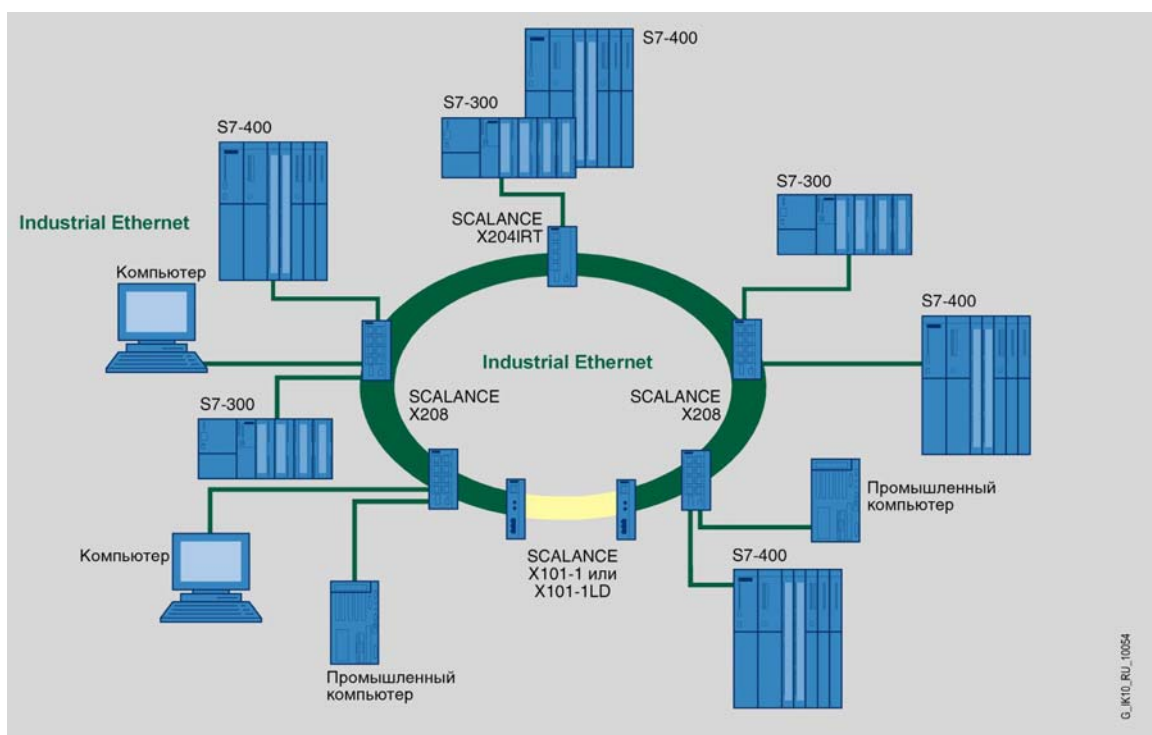 S7-400
S7-300
S7-400
S7-300
SCALANCE
X204IRT
Industrial Ethernet
Компьютер
S7-400
Industrial Ethernet
SCALANCE
X208
SCALANCE
X208
S7-300
Промышленный
компьютер
Компьютер
SCALANCE
X101-1 или
X101-1LD
S7-400
Промышленный
компьютер
G_IK10_RU_10054